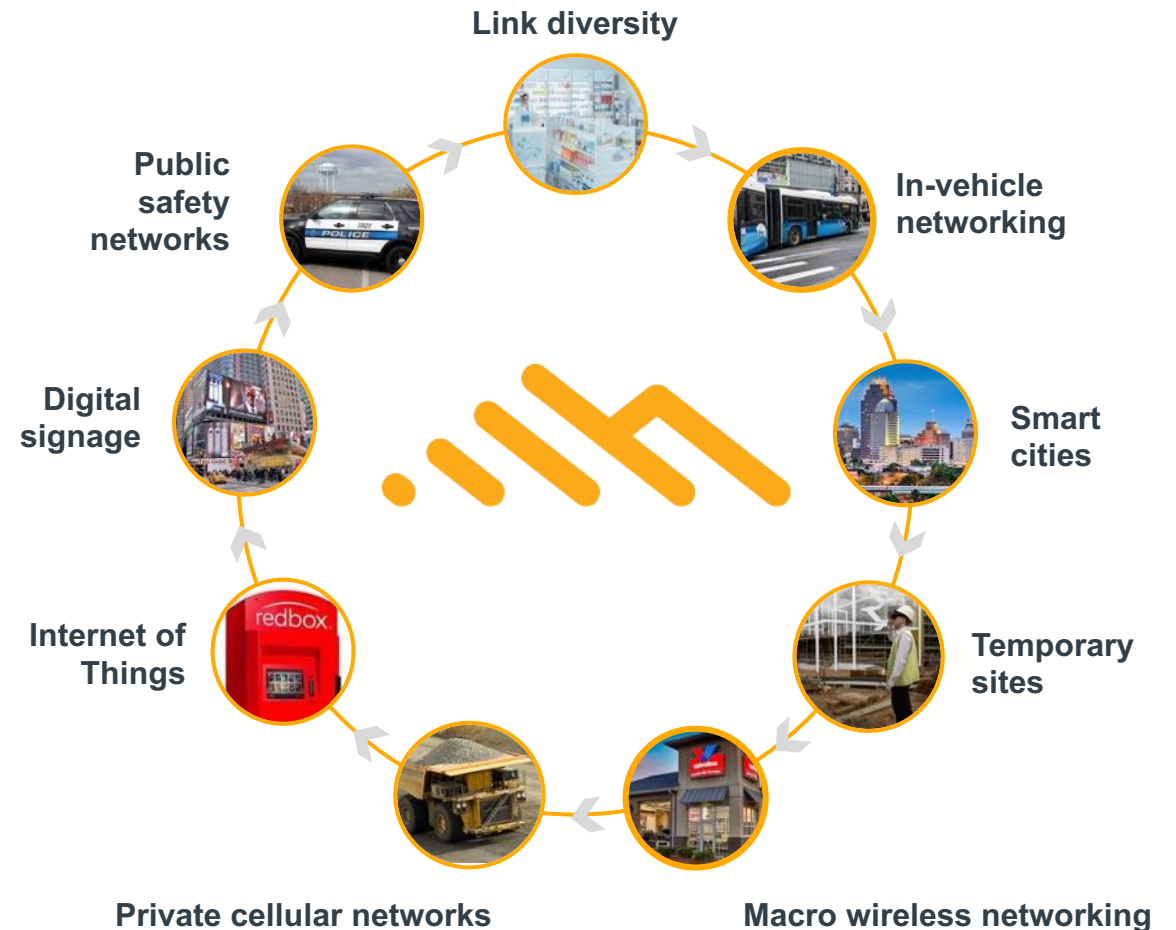 Link diversity
In-vehicle
networking
Smart
cities
Temporary
sites
Macro wireless networking
Private cellular networks
redbox
Internet of
Things
Digital
signage
Public
safety
networks
TROY
POLICE